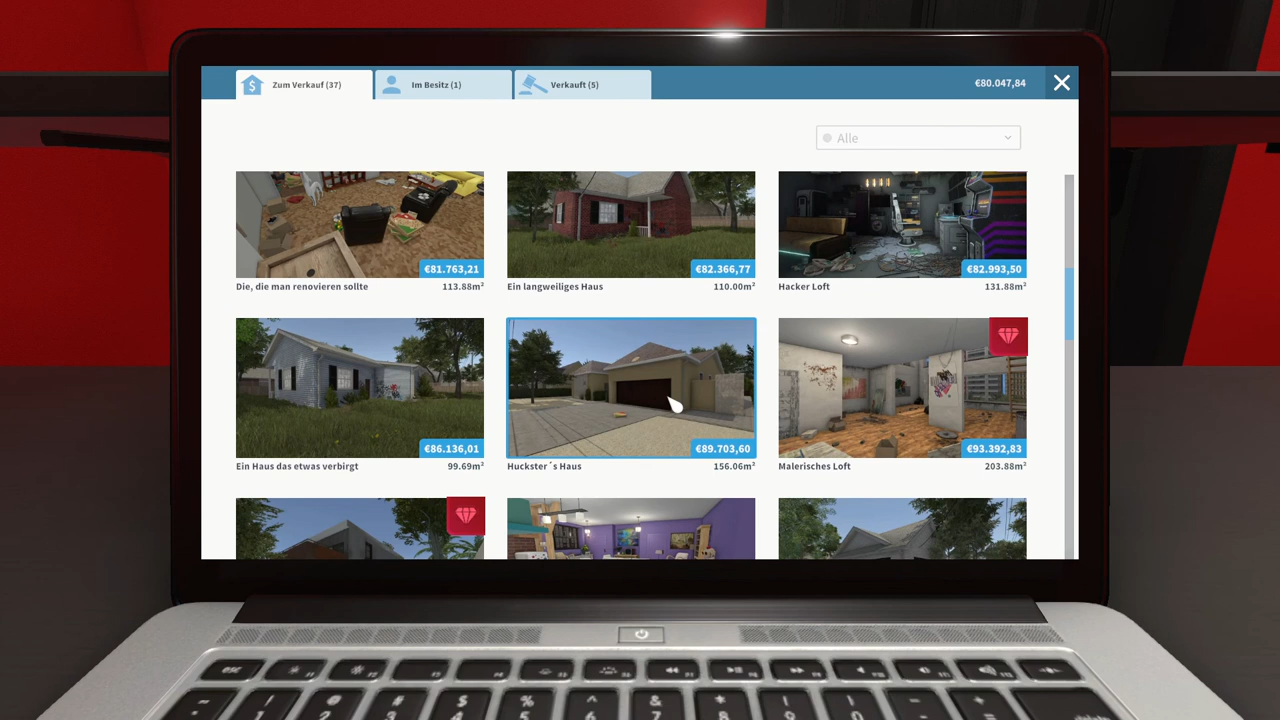 Zum Verkauf (37)
Im Besitz (1)
Verkauft (5)
€80.047,84
Alle
€81.763,21
€82.366,77
€82.993,50
Die, die man renovieren sollte
113.88m²
Ein langweiliges Haus
110.00m²
Hacker Loft
131.88m²
€86.136,01
€89.703,60
€93.392,83
Ein Haus das etwas verbirgt
99.69m²
Huckster´s Haus
156.06m²
Malerisches Loft
203.88m²
esc